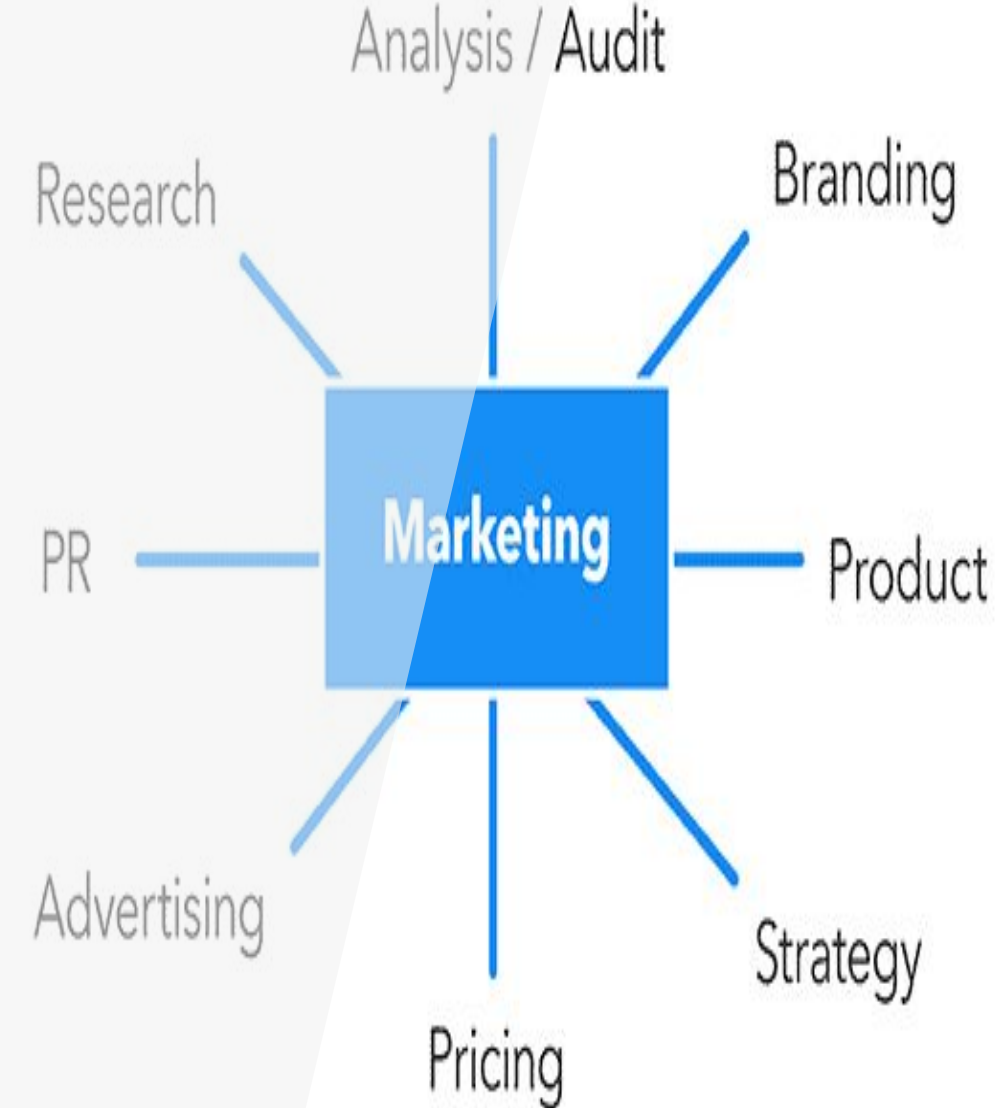 Analysis / Audit
Branding
Research
Marketing
PR
Product
Advertising
Strategy
Pricing